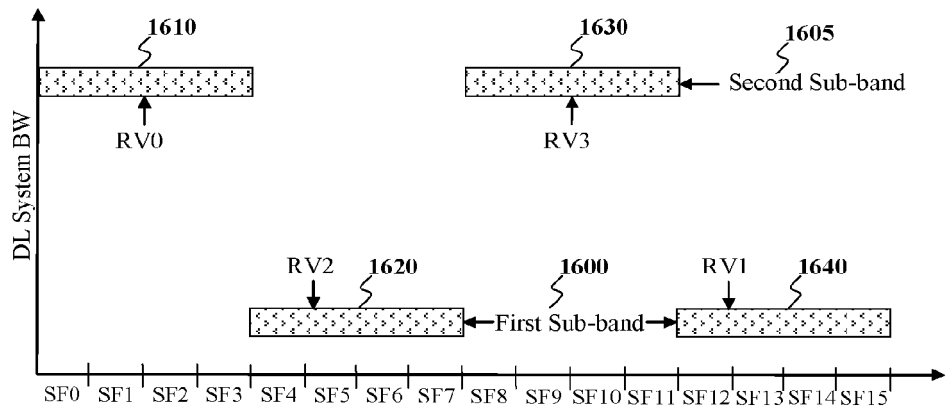 1610
1630
1605
Second Sub-band
RV0
RV3
DL System BW
RV2
1620
1600
RV1
1640
First Sub-band
SF0 SF1 SF2 SF3 SF4 SF5 SF6 SF7 SF8 SF9 SF10 SF11 SF12 SF13 SF14 SF15